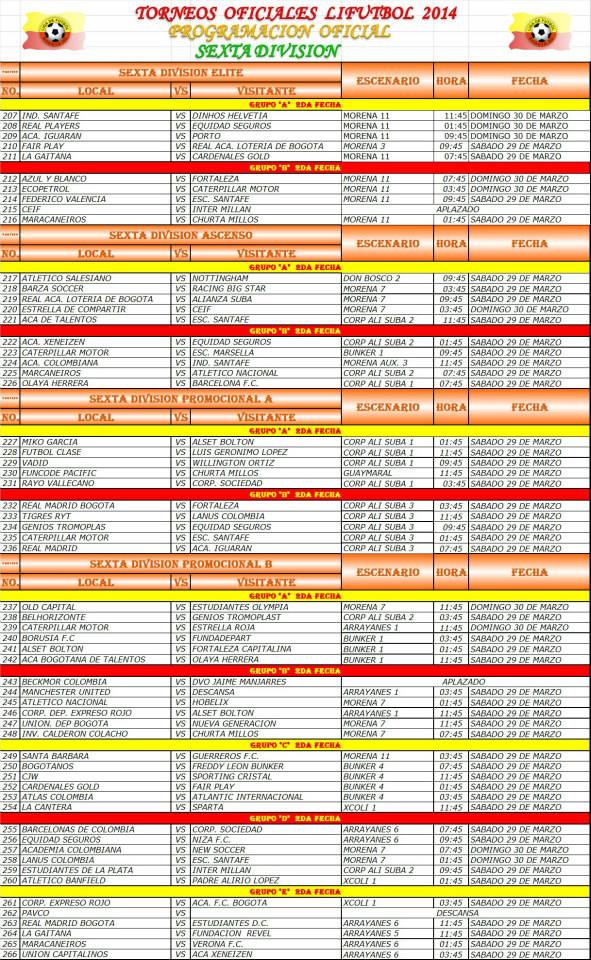 TORNEOS OFICIALES LIFUTBOL 2014
PROGRAMACION OFICIAL
SEXTA DIVISION
SEXTA DIVISION ELITE ESCENARIO HORA FECHA
NO. LOCAL VS VISITANTE
GRUPO "A" 2DA FECHA
207 IND. SANTAFE VS DINHOS HELVETIA MORENA 11 11:45 DOMINGO 30 DE MARZO
208 REAL PLAYERS VS EQUIDAD SEGUROS MORENA 11 01:45 DOMINGO 30 DE MARZO
209 ACA. IGUARAN VS PORTO MORENA 11 09:45 DOMINGO 30 DE MARZO
210 FAIR PLAY VS REAL ACA. LOTERIA DE BOGOTA MORENA 3 09:45 SABADO 29 DE MARZO
211 LA GAITANA VS CARDENALES GOLD MORENA 11 07:45 SABADO 29 DE MARZO
GRUPO "B" 2DA FECHA
212 AZUL Y BLANCO VS FORTALEZA MORENA 11 07:45 DOMINGO 30 DE MARZO
213 ECOPETROL VS CATERPILLAR MOTOR MORENA 11 03:45 DOMINGO 30 DE MARZO
214 FEDERICO VALENCIA VS ESC. SANTAFE MORENA 11 09:45 SABADO 29 DE MARZO
215 CEIF VS INTER MILLAN APLAZADO
216 MARACANEIROS VS CHURTA MILLOS MORENA 11 01:45 SABADO 29 DE MARZO
SEXTA DIVISION ASCENSO ESCENARIO HORA FECHA
NO. LOCAL VS VISITANTE
GRUPO "A" 2DA FECHA
217 ATLETICO SALESIANO VS NOTTINGHAM DON BOSCO 2 09:45 SABADO 29 DE MARZO
218 BARZA SOCCER VS RACING BIG STAR MORENA 7 03:45 SABADO 29 DE MARZO
219 REAL ACA. LOTERIA DE BOGOTA VS ALIANZA SUBA MORENA 7 09:45 SABADO 29 DE MARZO
220 ESTRELLA DE COMPARTIR VS CEIF MORENA 7 03:45 DOMINGO 30 DE MARZO
221 ACA DE TALENTOS VS ESC. SANTAFE CORP ALI SUBA 2 11:45 SABADO 29 DE MARZO
GRUPO "B" 2DA FECHA
222 ACA. XENEIZEN VS EQUIDAD SEGUROS CORP ALI SUBA 2 01:45 SABADO 29 DE MARZO
223 CATERPILLAR MOTOR VS ESC. MARSELLA BUNKER 1 09:45 SABADO 29 DE MARZO
224 ACA. COLOMBIANA VS IND. SANTAFE MORENA AUX. 3 11:45 SABADO 29 DE MARZO
225 MARCANEIROS VS ATLETICO NACIONAL CORP ALI SUBA 2 07:45 SABADO 29 DE MARZO
226 OLAYA HERRERA VS BARCELONA F.C. CORP ALI SUBA 1 07:45 SABADO 29 DE MARZO
SEXTA DIVISION PROMOCIONAL A ESCENARIO HORA FECHA
NO. LOCAL VS VISITANTE
GRUPO "A" 2DA FECHA
227 MIKO GARCIA VS ALSET BOLTON CORP ALI SUBA 1 01:45 SABADO 29 DE MARZO
228 FUTBOL CLASE VS LUIS GERONIMO LOPEZ CORP ALI SUBA 1 11:45 SABADO 29 DE MARZO
229 VADID VS WILLINGTON ORTIZ CORP ALI SUBA 1 09:45 SABADO 29 DE MARZO
230 FUNCODE PACIFIC VS CHURTA MILLOS GUAYMARAL 11:45 SABADO 29 DE MARZO
231 RAYO VALLECANO VS CORP. SOCIEDAD CORP ALI SUBA 1 03:45 SABADO 29 DE MARZO
GRUPO "B" 2DA FECHA
232 REAL MADRID BOGOTA VS FORTALEZA CORP ALI SUBA 3 03:45 SABADO 29 DE MARZO
233 TIGRES RYT VS LANUS COLOMBIA CORP ALI SUBA 3 11:45 SABADO 29 DE MARZO
234 GENIOS TROMOPLAS VS EQUIDAD SEGUROS CORP ALI SUBA 3 09:45 SABADO 29 DE MARZO
235 CATERPILLAR MOTOR VS ESC. SANTAFE CORP ALI SUBA 3 01:45 SABADO 29 DE MARZO
236 REAL MADRID VS ACA. IGUARAN CORP ALI SUBA 3 07:45 SABADO 29 DE MARZO
SEXTA DIVISION PROMOCIONAL B ESCENARIO HORA FECHA
NO. LOCAL VS VISITANTE
GRUPO "A" 2DA FECHA
237 OLD CAPITAL VS ESTUDIANTES OLYMPIA MORENA 7 11:45 DOMINGO 30 DE MARZO
238 BELHORIZONTE VS GENIOS TROMOPLAST CORP ALI SUBA 2 03:45 SABADO 29 DE MARZO
239 CATERPILLAR MOTOR VS ESTRELLA ROJA ARRAYANES 1 11:45 DOMINGO 30 DE MARZO
240 BORUSIA F.C VS FUNDADEPART BUNKER 1 03:45 SABADO 29 DE MARZO
241 ALSET BOLTON VS FORTALEZA CAPITALINA BUNKER 1 01:45 SABADO 29 DE MARZO
242 ACA BOGOTANA DE TALENTOS VS OLAYA HERRERA BUNKER 1 11:45 SABADO 29 DE MARZO
GRUPO "B" 2DA FECHA
243 BECKMOR COLOMBIA VS DVO JAIME MANJARRES APLAZADO
244 MANCHESTER UNITED VS DESCANSA ARRAYANES 1 03:45 SABADO 29 DE MARZO
245 ATLETICO NACIONAL VS HOBELIX MORENA 7 01:45 SABADO 29 DE MARZO
246 CORP. DEP. EXPRESO ROJO VS ALSET BOLTON ARRAYANES 1 11:45 SABADO 29 DE MARZO
247 UNION. DEP BOGOTA VS NUEVA GENERACION MORENA 7 11:45 SABADO 29 DE MARZO
248 INV. CALDERON COLACHO VS CHURTA MILLOS MORENA 7 07:45 SABADO 29 DE MARZO
GRUPO "C" 2DA FECHA
249 SANTA BARBARA VS GUERREROS F.C. MORENA 11 03:45 SABADO 29 DE MARZO
250 BOGOTANOS VS FREDDY LEON BUNKER BUNKER 4 07:45 SABADO 29 DE MARZO
251 CJW VS SPORTING CRISTAL BUNKER 4 11:45 SABADO 29 DE MARZO
252 CARDENALES GOLD VS FAIR PLAY BUNKER 4 01:45 SABADO 29 DE MARZO
253 ATLAS COLOMBIA VS ATLANTIC INTERNACIONAL BUNKER 4 03:45 SABADO 29 DE MARZO
254 LA CANTERA VS SPARTA XCOLI 1 11:45 SABADO 29 DE MARZO
GRUPO "D" 2DA FECHA
255 BARCELONAS DE COLOMBIA VS CORP. SOCIEDAD ARRAYANES 6 07:45 SABADO 29 DE MARZO
256 EQUIDAD SEGUROS VS NIZA F.C. ARRAYANES 6 09:45 SABADO 29 DE MARZO
257 ACADEMIA COLOMBIANA VS NEW SOCCER MORENA 7 07:45 DOMINGO 30 DE MARZO
258 LANUS COLOMBIA VS ESC. SANTAFE MORENA 7 01:45 DOMINGO 30 DE MARZO
259 ESTUDIANTES DE LA PLATA VS INTER MILLAN CORP ALI SUBA 2 09:45 SABADO 29 DE MARZO
260 ATLETICO BANFIELD VS PADRE ALIRIO LOPEZ XCOLI 1 01:45 SABADO 29 DE MARZO
GRUPO "E" 2DA FECHA
261 CORP. EXPRESO ROJO VS ACA. F.C. BOGOTA XCOLI 1 03:45 SABADO 29 DE MARZO
262 PAVCO VS DESCANSA
263 REAL MADRID BOGOTA VS ESTUDIANTES D.C. ARRAYANES 6 11:45 SABADO 29 DE MARZO
264 LA GAITANA VS FUNDACION REVEL ARRAYANES 5 11:45 SABADO 29 DE MARZO
265 MARACANEIROS VS VERONA F.C. ARRAYANES 6 01:45 SABADO 29 DE MARZO
266 UNION CAPITALINOS VS ACA XENEIZEN ARRAYANES 6 03:45 SABADO 29 DE MARZO